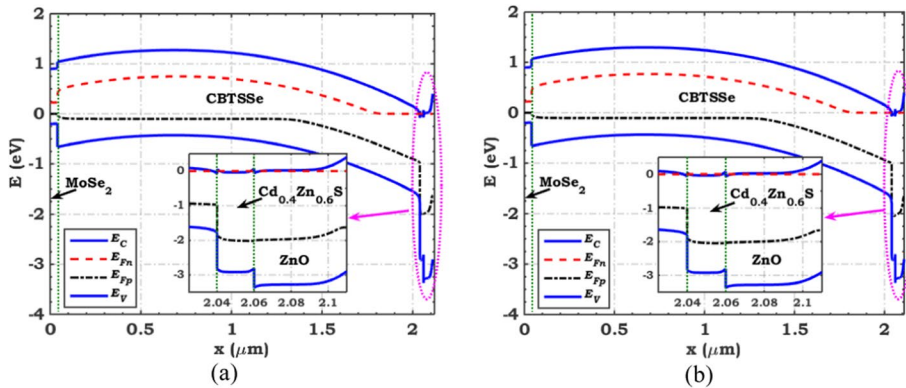 (a)
E (eV)
4
3
2
1
0
-1
-2
-3
-4
CBTSSe
MoSe2
E_C
E_Fn
E_Fp
E_V
0
-1
-2
-3
Cd0.4Zn0.6S
ZnO
2.04 2.06 2.08 2.1
0 0.5 1 1.5 2
x (μm)
(a)
(b)
E (eV)
4
3
2
1
0
-1
-2
-3
-4
CBTSSe
MoSe2
E_C
E_Fn
E_Fp
E_V
0
-1
-2
-3
Cd0.4Zn0.6S
ZnO
2.04 2.06 2.08 2.1
0 0.5 1 1.5 2
x (μm)
(b)